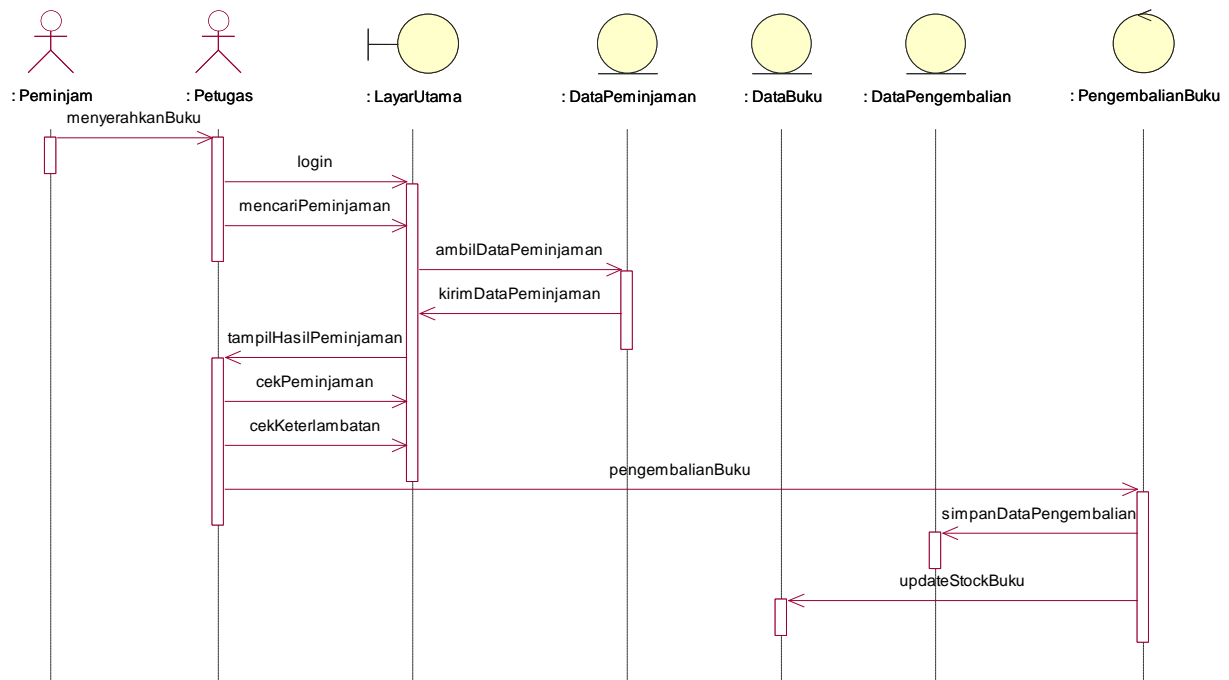 : Peminjam
: Petugas
: LayarUtama
: DataPeminjaman
: DataBuku
: DataPengembalian
: PengembalianBuku
menyerahkanBuku
login
mencariPeminjaman
ambilDataPeminjaman
kirimDataPeminjaman
tampilHasilPeminjaman
cekPeminjaman
cekKeterlambatan
pengembalianBuku
simpanDataPengembalian
updateStockBuku